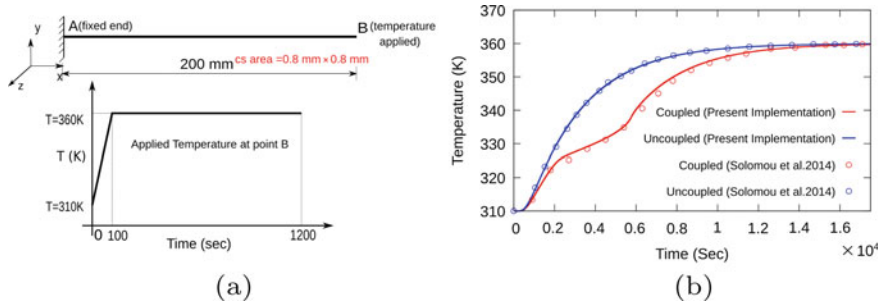 y
A(fixed end)
B (temperature applied)
z
x
200 mm
cs area =0.8 mm×0.8 mm
T=360K
T (K)
T=310K
Applied Temperature at point B
0 100 1200
Time (sec)
(a)
370
360
350
340
330
320
310
Temperature (K)
Coupled (Present Implementation)
Uncoupled (Present Implementation)
Coupled (Solomou et al.2014)
Uncoupled (Solomou et al.2014)
0 0.2 0.4 0.6 0.8 1 1.2 1.4 1.6
×10⁴
Time (Sec)
(b)